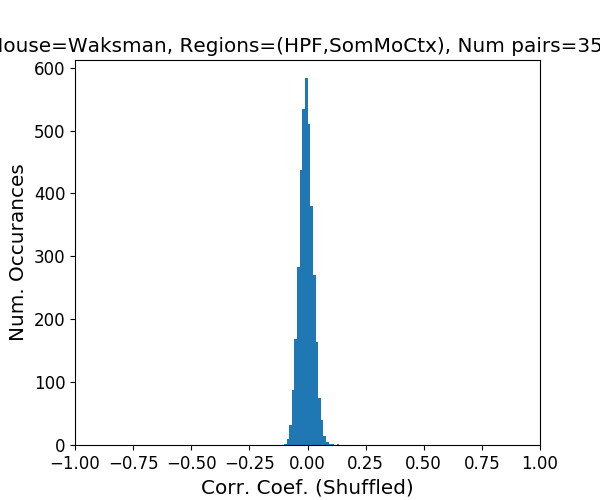 ouse=Waksman, Regions=(HPF,SomMoCtx), Num pairs=35
600
500
400
300
200
100
0
Num. Occurances
−1.00 −0.75 −0.50 −0.25 0.00 0.25 0.50 0.75 1.00
Corr. Coef. (Shuffled)